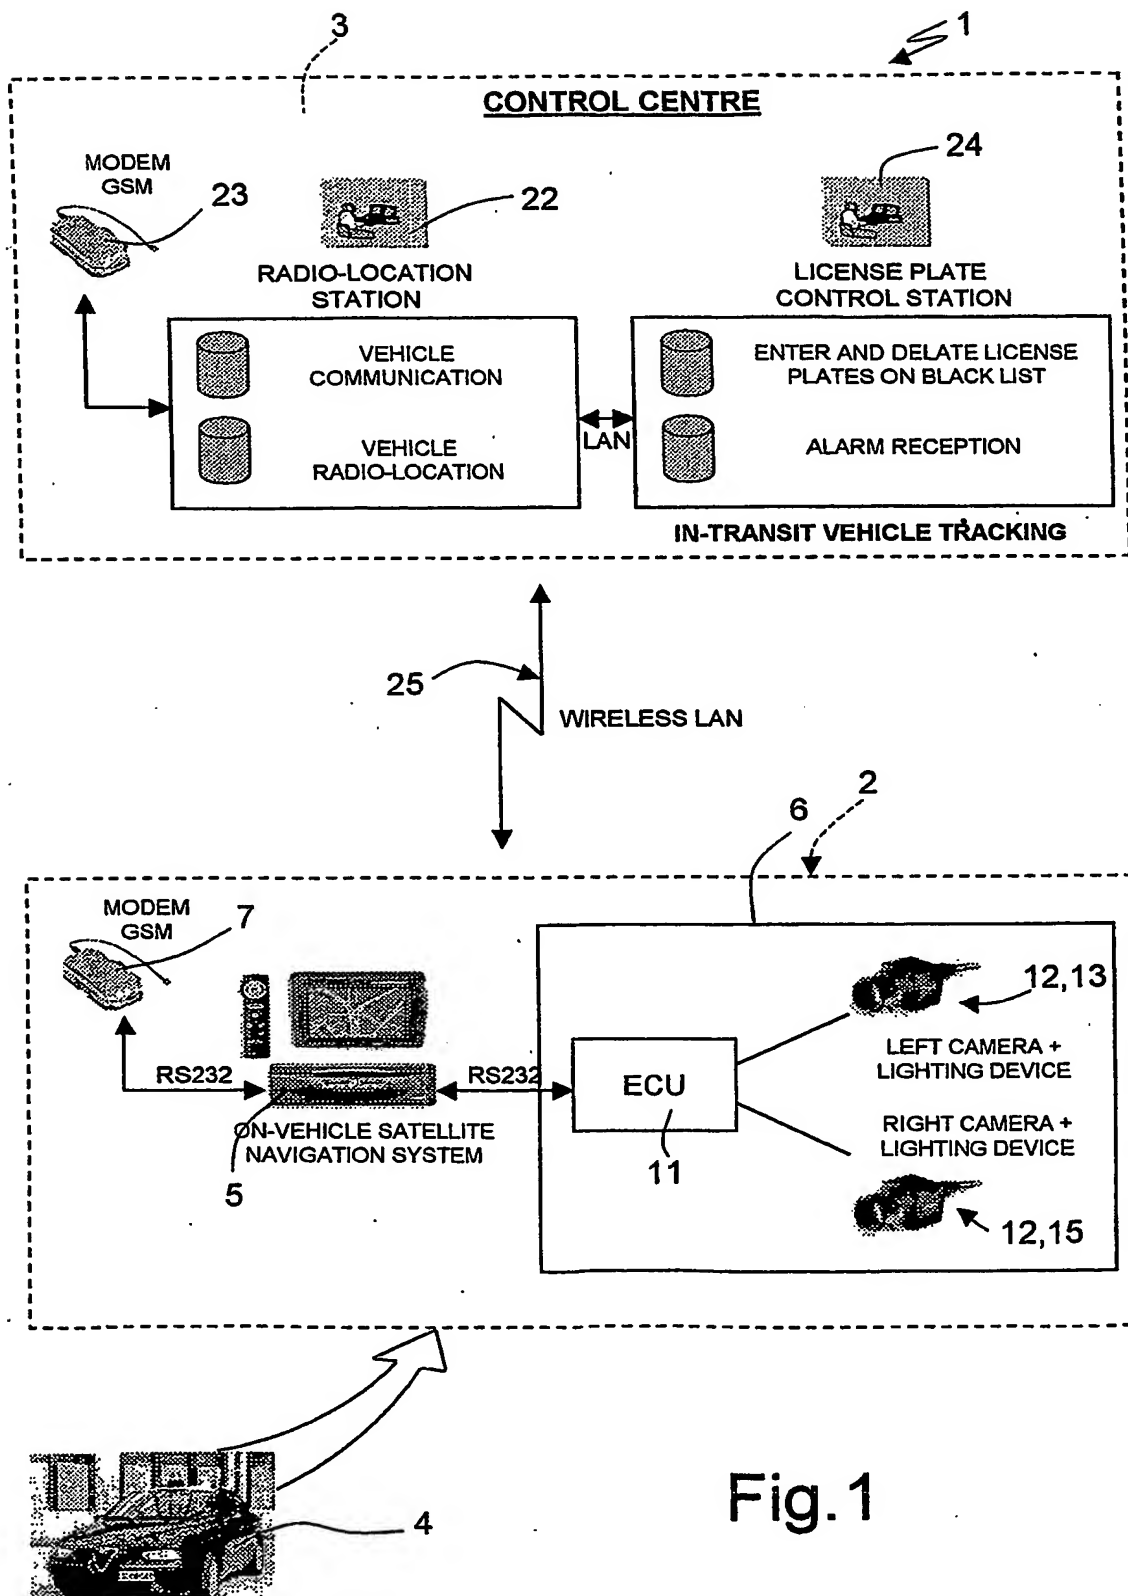 3
1
CONTROL CENTRE
MODEM
GSM
23
22
24
RADIO-LOCATION
STATION
LICENSE PLATE
CONTROL STATION
VEHICLE
COMMUNICATION
VEHICLE
RADIO-LOCATION
LAN
ENTER AND DELATE LICENSE
PLATES ON BLACK LIST
ALARM RECEPTION
IN-TRANSIT VEHICLE TRACKING
25
WIRELESS LAN
6
2
MODEM
GSM
7
RS232
RS232
ON-VEHICLE SATELLITE
NAVIGATION SYSTEM
5
ECU
11
12,13
LEFT CAMERA +
LIGHTING DEVICE
RIGHT CAMERA +
LIGHTING DEVICE
12,15
4
Fig.1